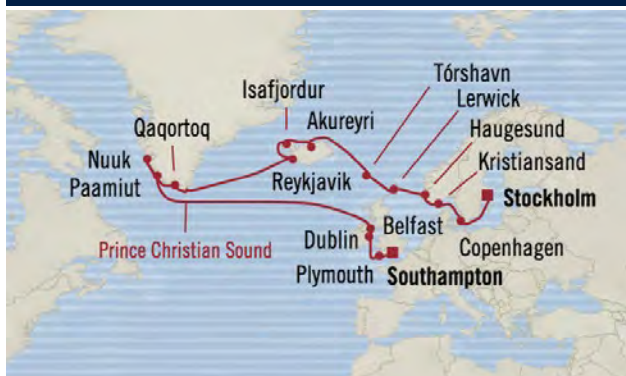 Tórshavn
Isafjordur
Lerwick
Akureyri
Haugesund
Qaqortoq
Kristiansand
Nuuk
Reykjavik
Paamiut
Stockholm
Belfast
Prince Christian Sound
Dublin
Copenhagen
Plymouth
Southampton